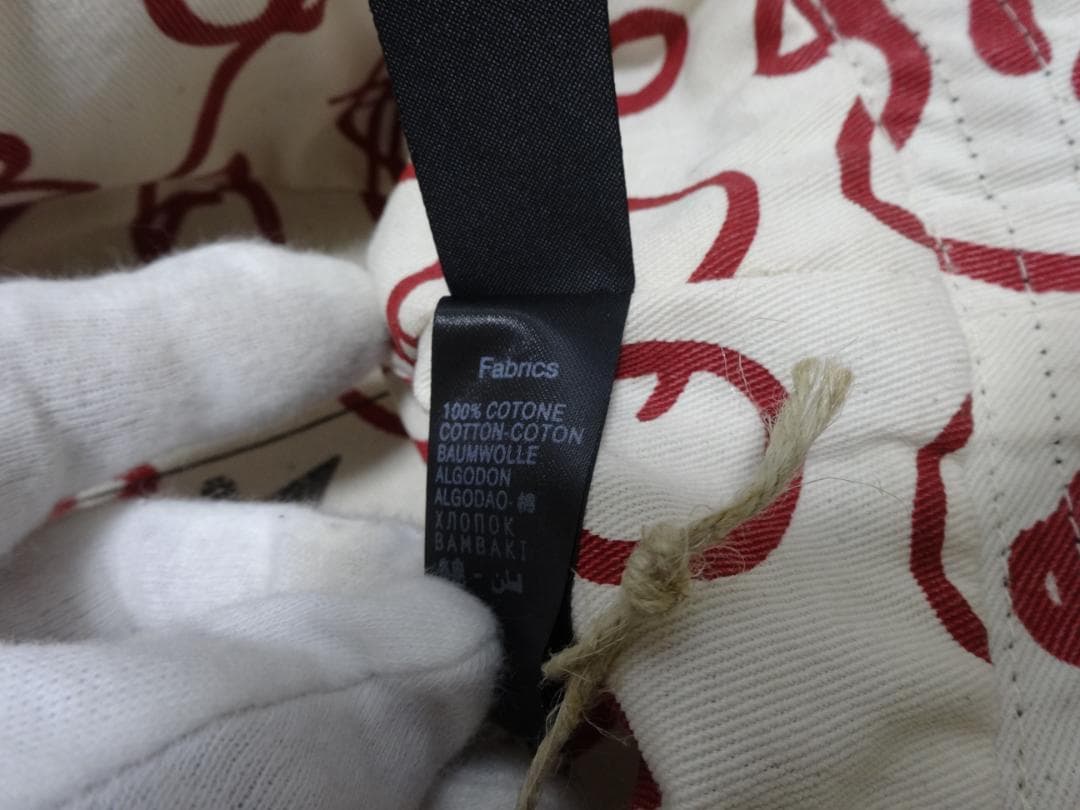 Fabrics
100% COTONE
COTTON-COTON
BAUMWOLLE
ALGODON
ALGODAO-棉
ХЛОПОК
BAMBAKI